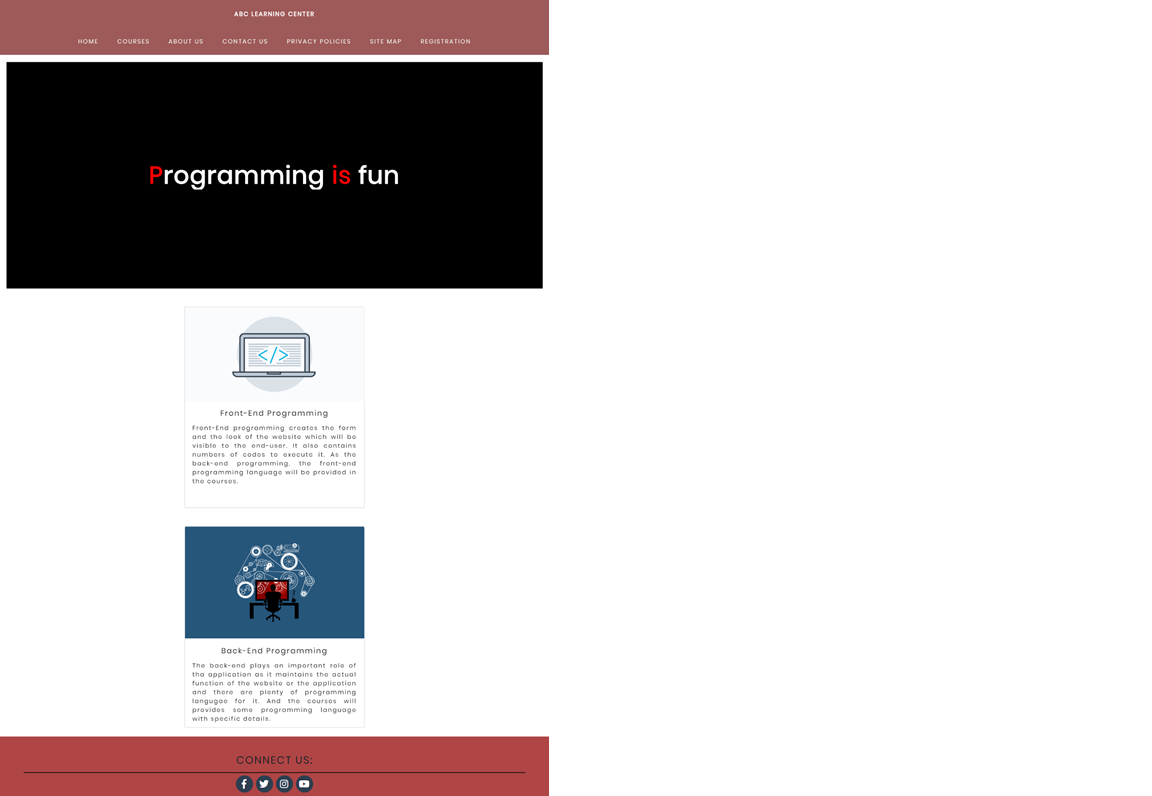 ABC LEARNING CENTER
HOME COURSES ABOUT US CONTACT US PRIVACY POLICIES SITE MAP REGISTRATION
Programming is fun
</>
Front-End Programming
Front-End programming creates the form
and the look of the website which will be
visible to the end-user. It also contains
numbers of codes to execute it. As the
back-end programming, the front-end
programming language will be provided in
the courses.
Back-End Programming
The back-end plays an important role of
tha application as it maintains the actual
function of the website or the application
and there are plenty of programming
langugae for it. And the courses will
provides some programming language
with specific details.
CONNECT US: